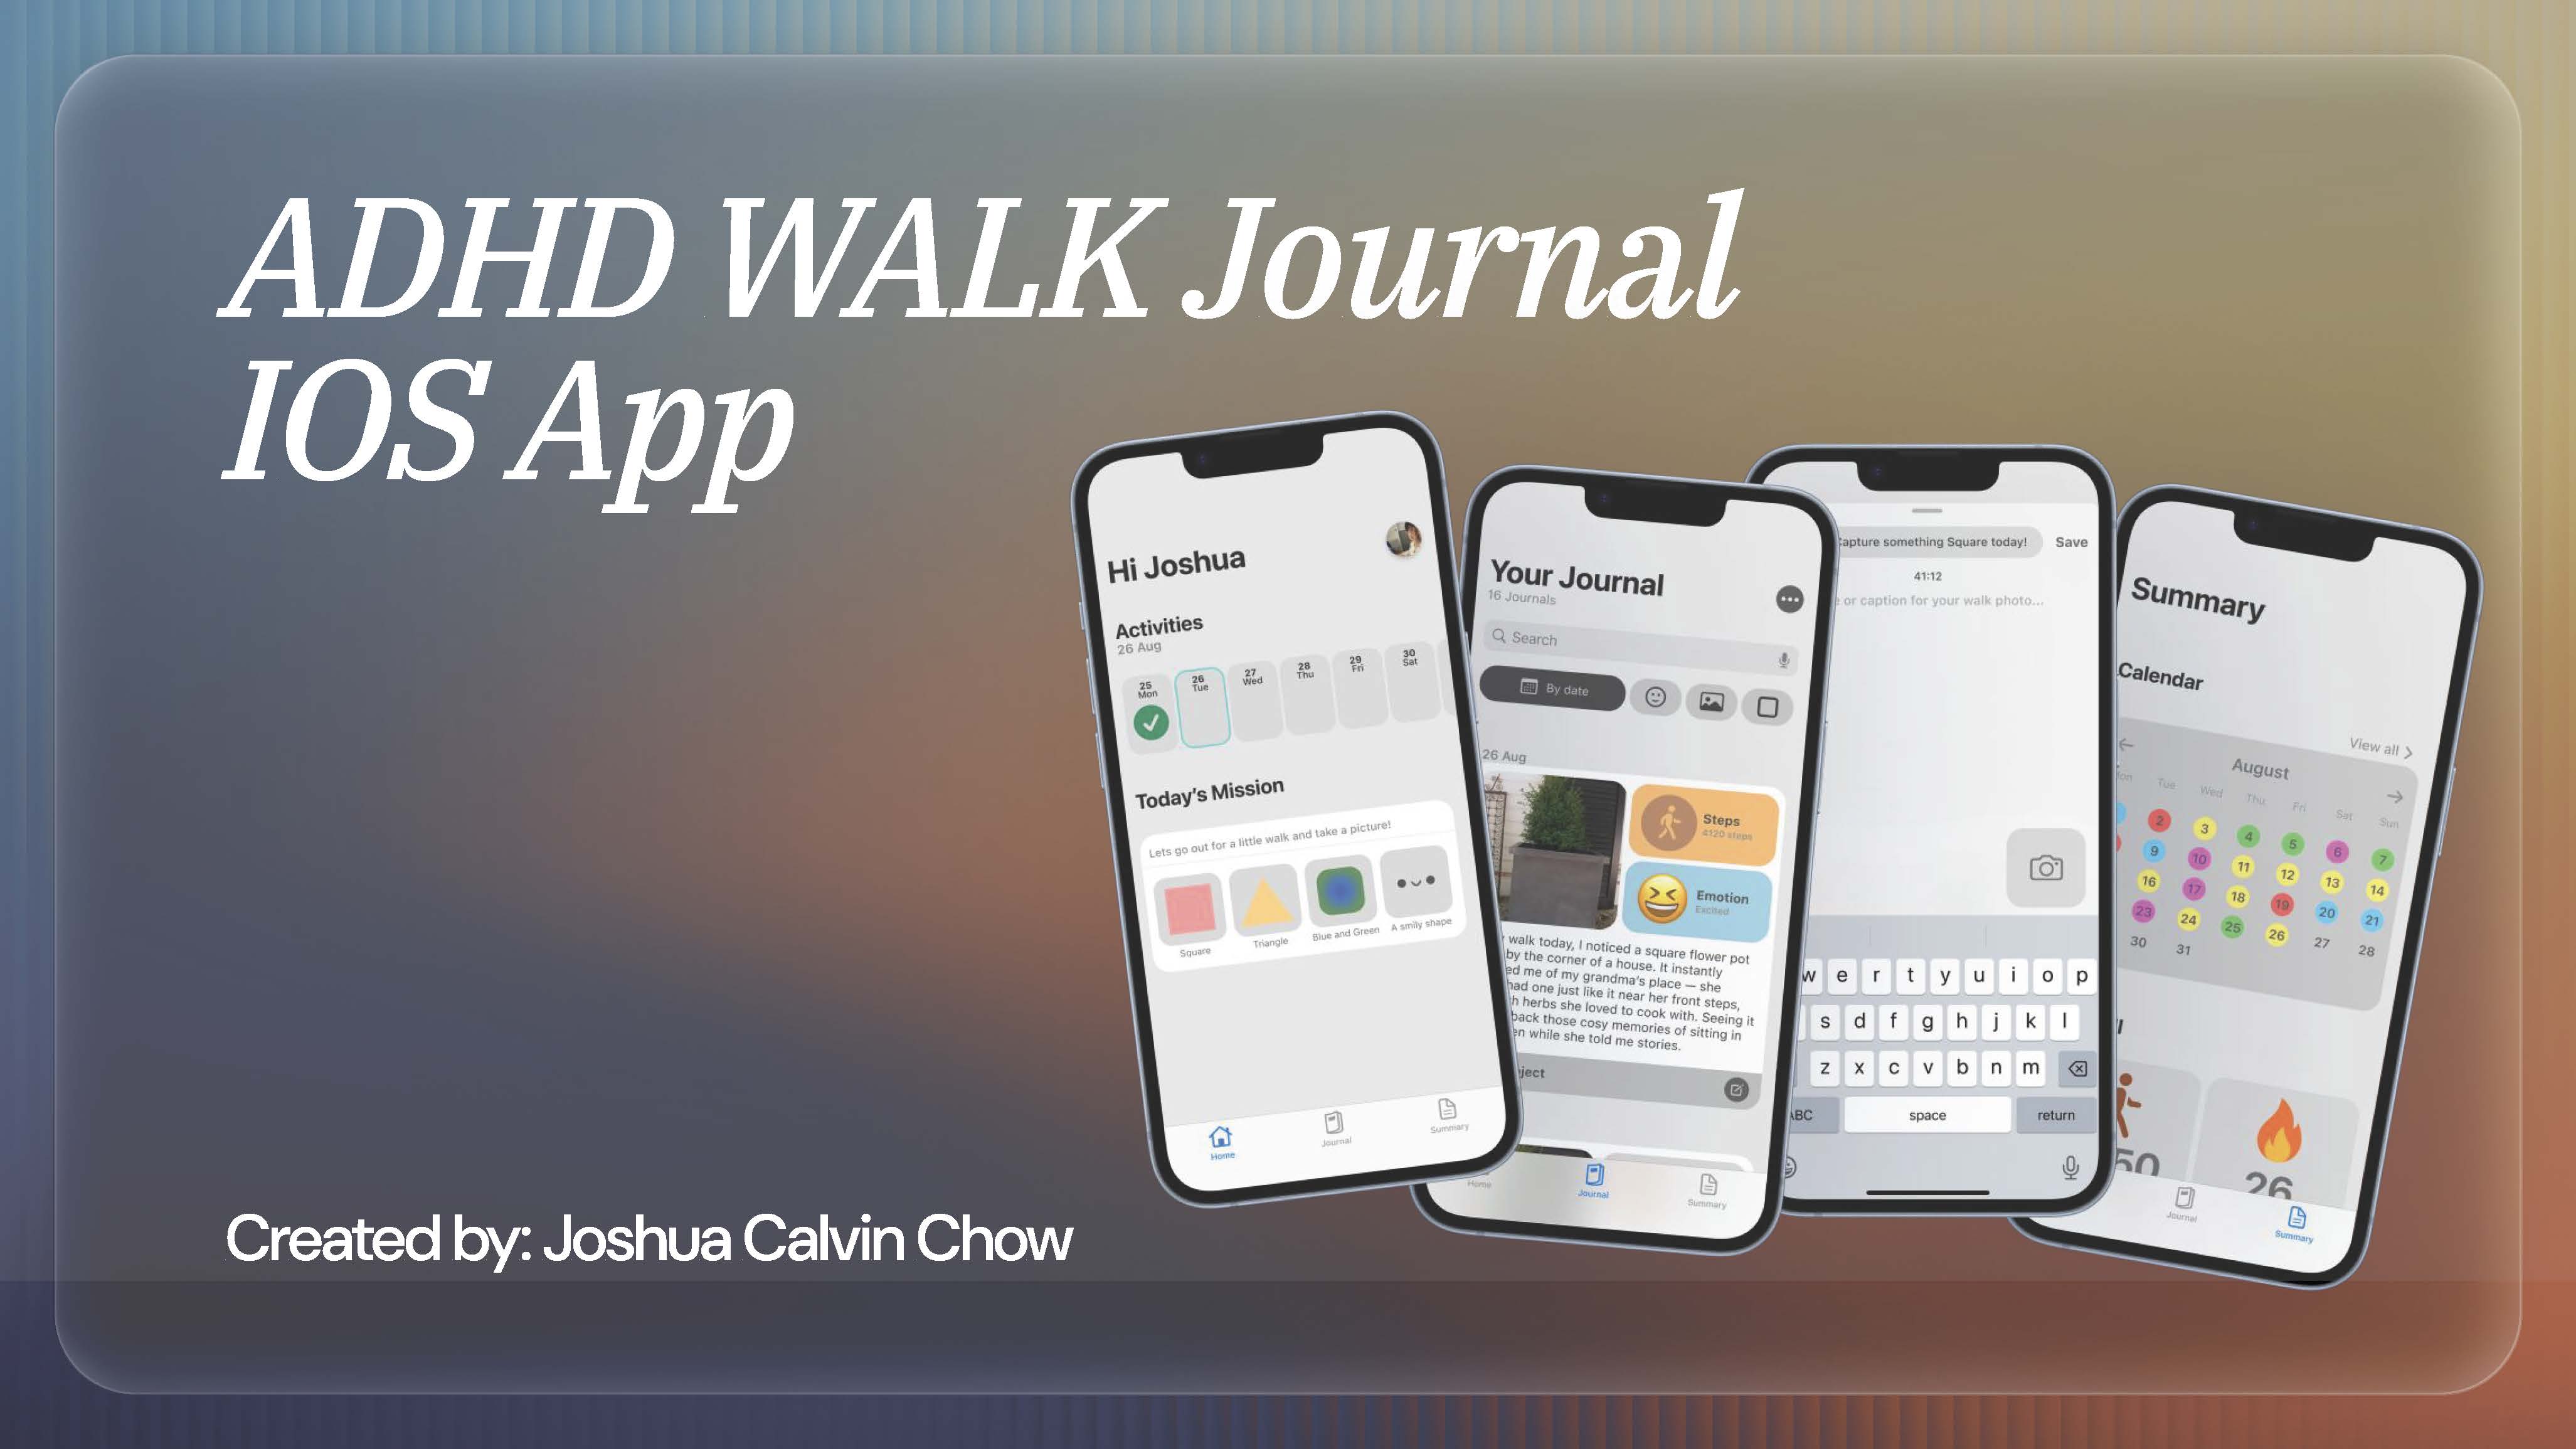 ADHD WALK Journal
IOS App
Hi Joshua
Activities
26 Aug
25 Mon
26 Tue
27 Wed
28 Thu
29 Fri
30 Sat
Today's Mission
Lets go out for a little walk and take a picture!
Square
Triangle
Blue and Green
A smily shape
Home
Journal
Summary
Your Journal
16 Journals
Search
By date
26 Aug
Steps
4120 steps
Emotion
Excited
walk today, I noticed a square flower pot
by the corner of a house. It instantly
me of my grandma's place — she
had one just like it near her front steps,
herbs she loved to cook with. Seeing it
back those cosy memories of sitting in
while she told me stories.
Home
Journal
Summary
Capture something Square today!
Save
41:12
or caption for your walk photo...
w e r t y u i o p
s d f g h j k l
z x c v b n m
ABC space return
Summary
Calendar
View all
August
Mon Tue Wed Thu Fri Sat Sun
2 3 4 5 6 7
9 10 11 12 13 14
16 17 18 19 20 21
23 24 25 26 27 28
30 31
50
26
Journal
Summary
Created by: Joshua Calvin Chow